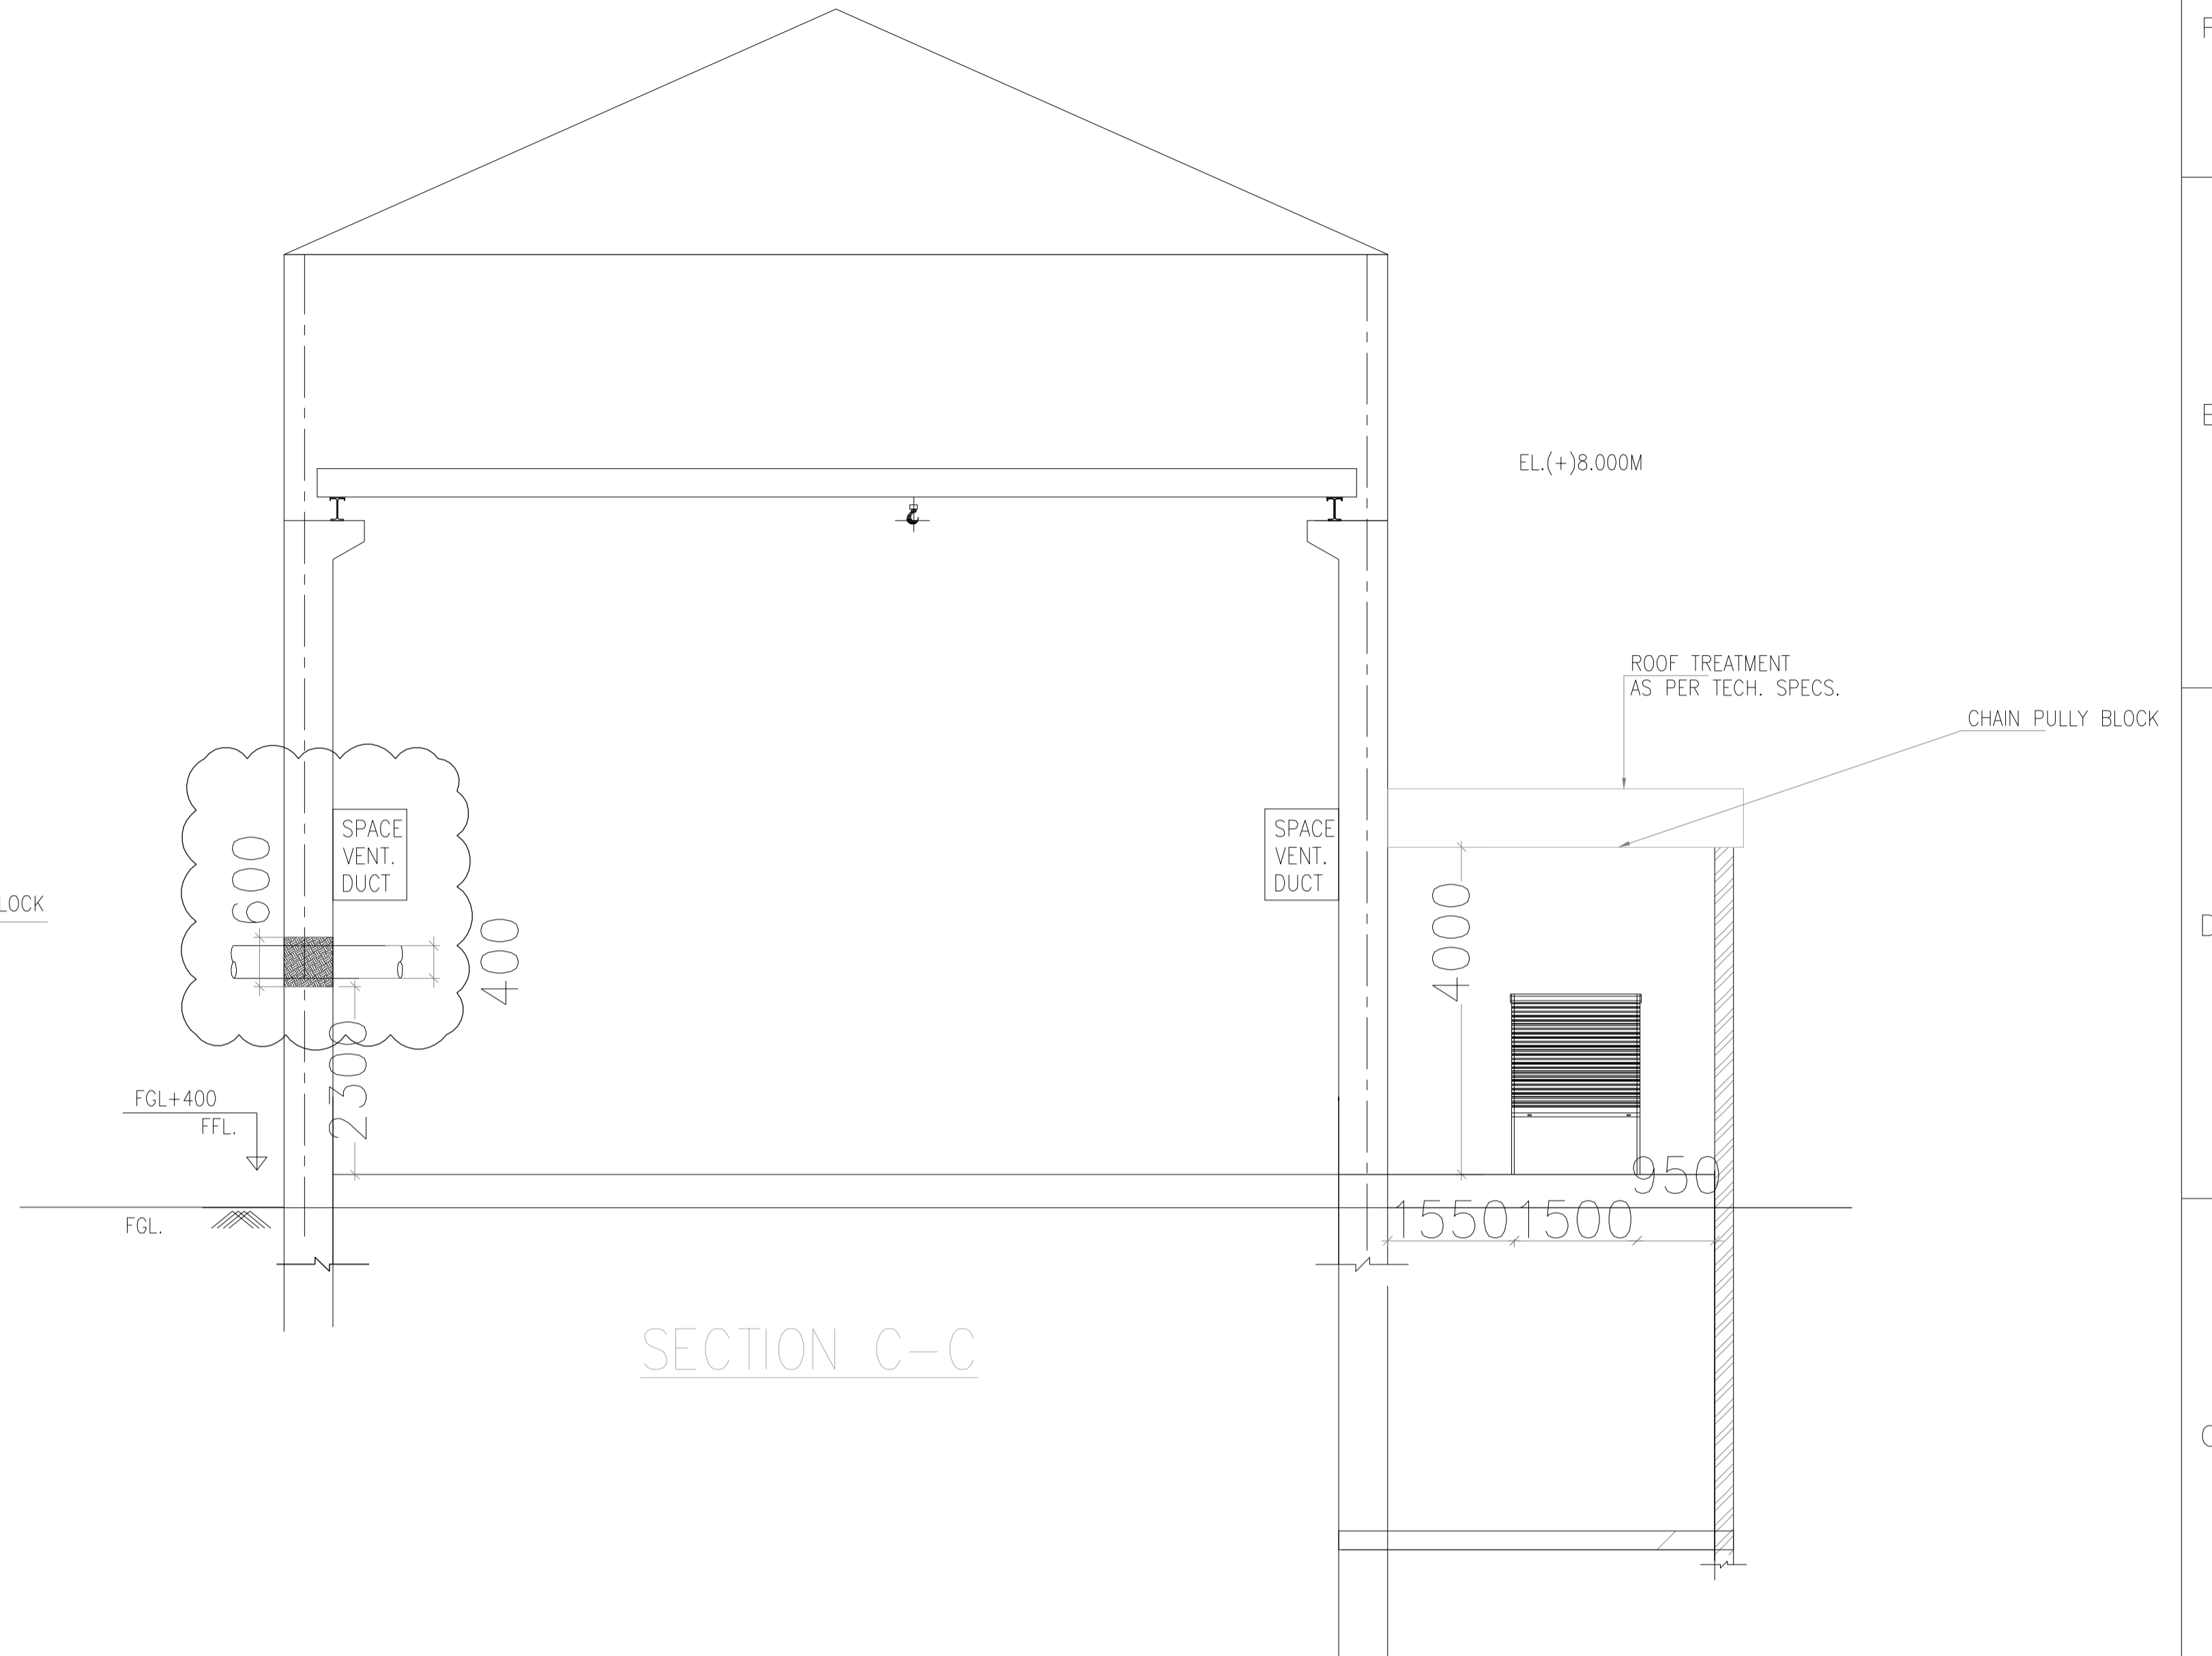 F
E
EL.(+)8.000M
ROOF TREATMENT
AS PER TECH. SPECS.
CHAIN PULLY BLOCK
SPACE
VENT.
DUCT
SPACE
VENT.
DUCT
600
400
4000
LOCK
D
2300
FGL+400
FFL.
FGL.
950
1550
1500
SECTION C-C
C